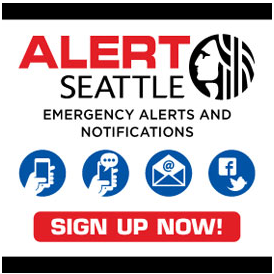 ALERT
SEATTLE
EMERGENCY ALERTS AND
NOTIFICATIONS
@
f
SIGN UP NOW!